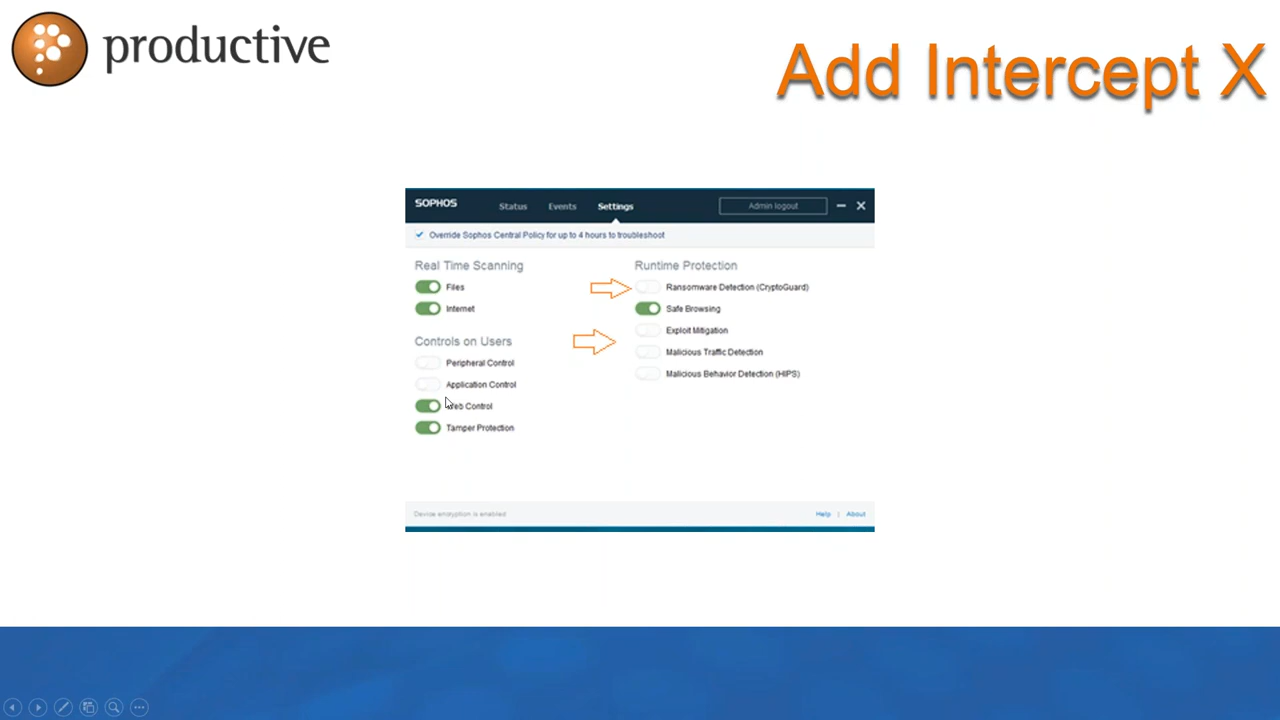 productive
Add Intercept X
SOPHOS
Status
Events
Settings
Admin logout
Override Sophos Central Policy for up to 4 hours to troubleshoot
Real Time Scanning
Files
Internet
Controls on Users
Peripheral Control
Application Control
Web Control
Tamper Protection
Runtime Protection
Ransomware Detection (CryptoGuard)
Safe Browsing
Exploit Mitigation
Malicious Traffic Detection
Malicious Behavior Detection (HIPS)
Device encryption is enabled
Help | About